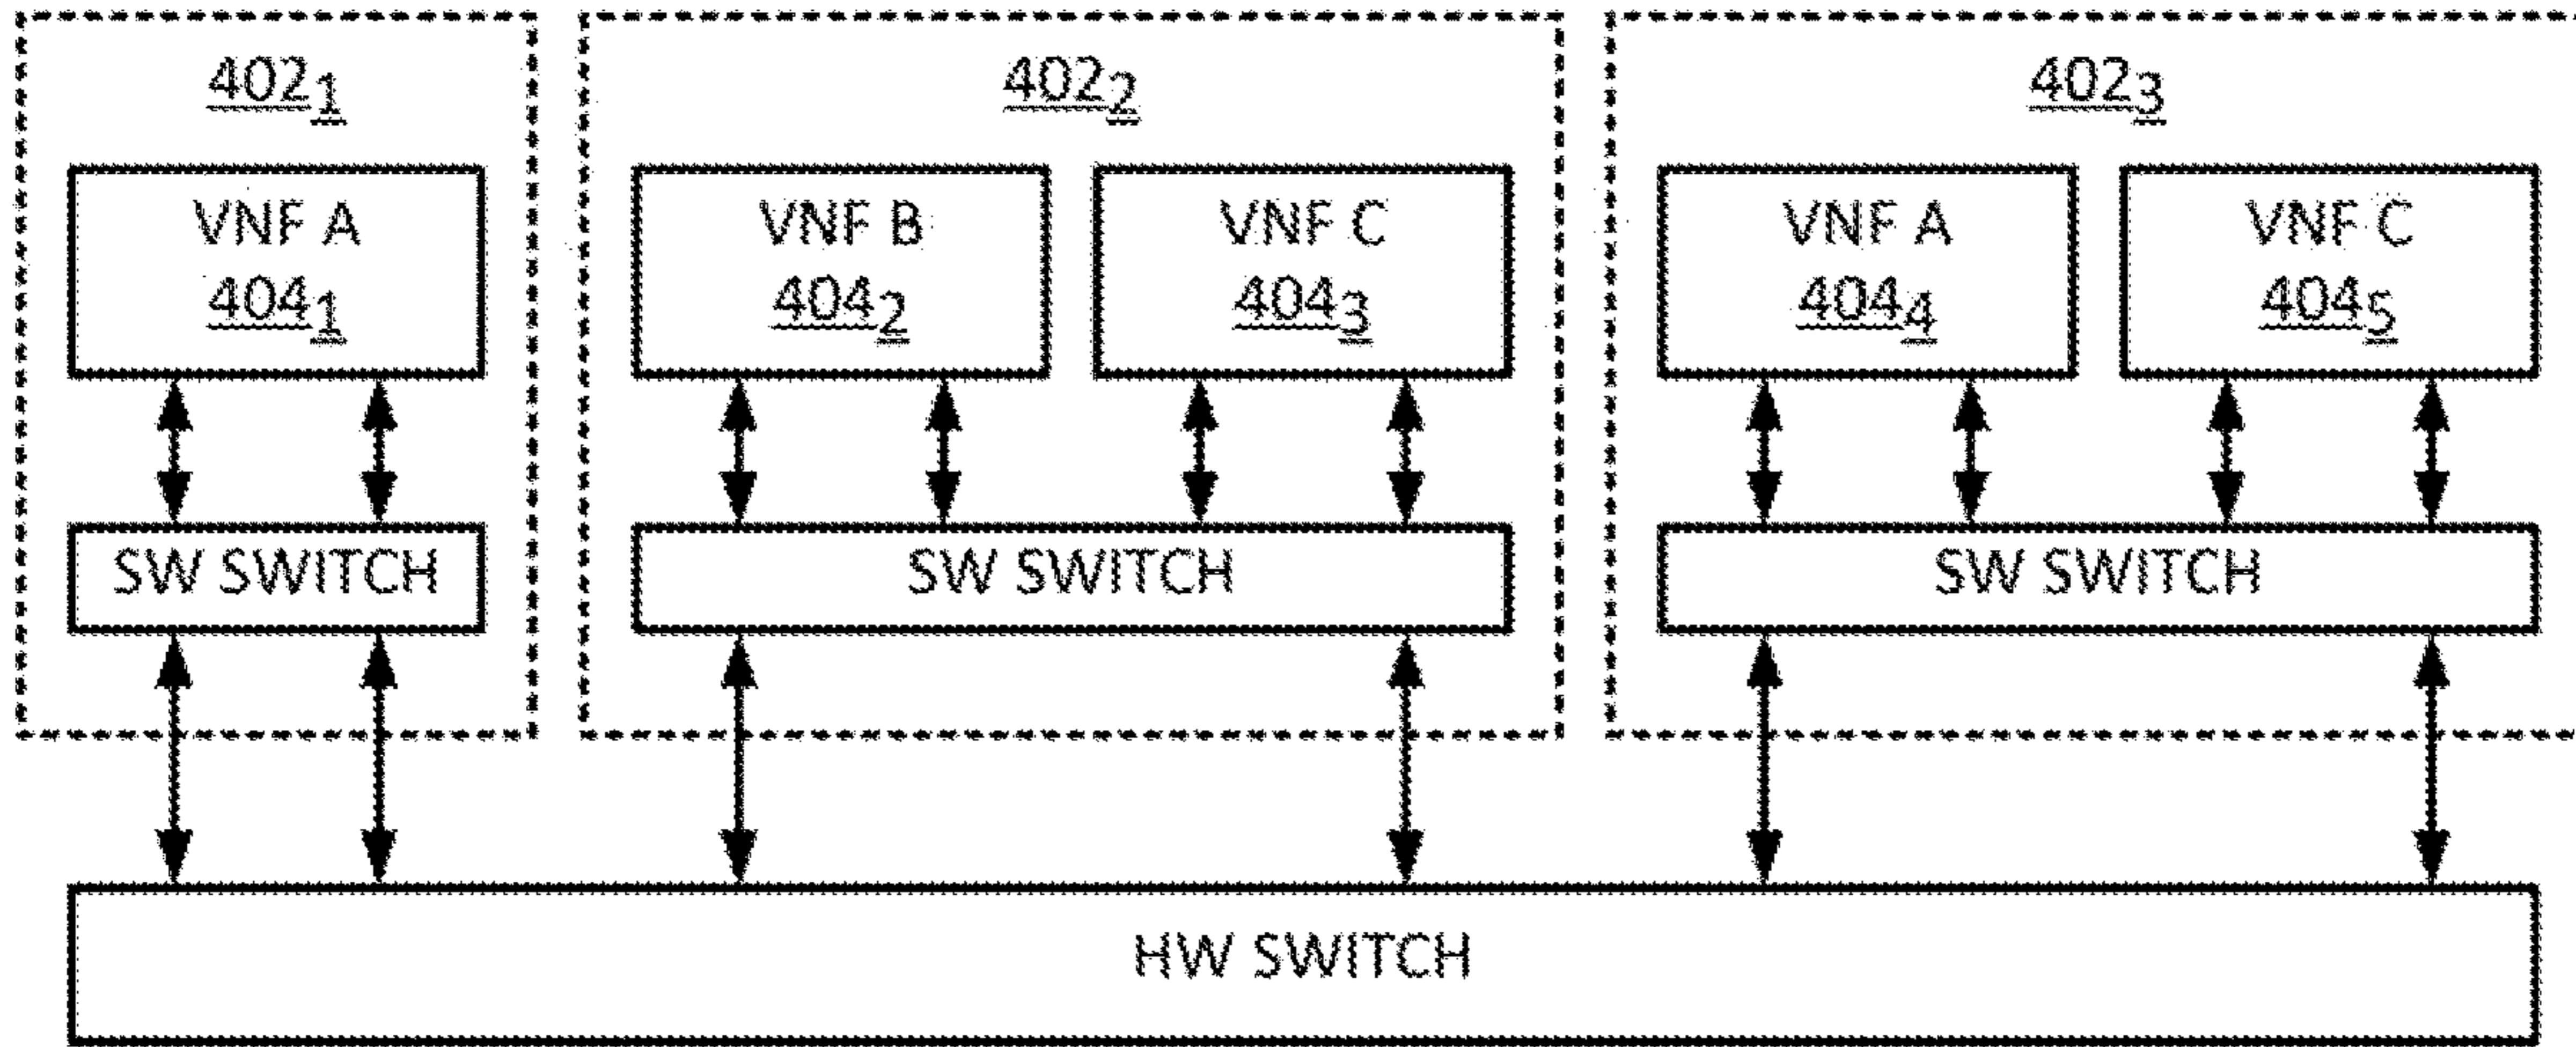 402₁
402₂
402₃
VNF A
404₁
VNF B
404₂
VNF C
404₃
VNF A
404₄
VNF C
404₅
SW SWITCH
SW SWITCH
SW SWITCH
HW SWITCH